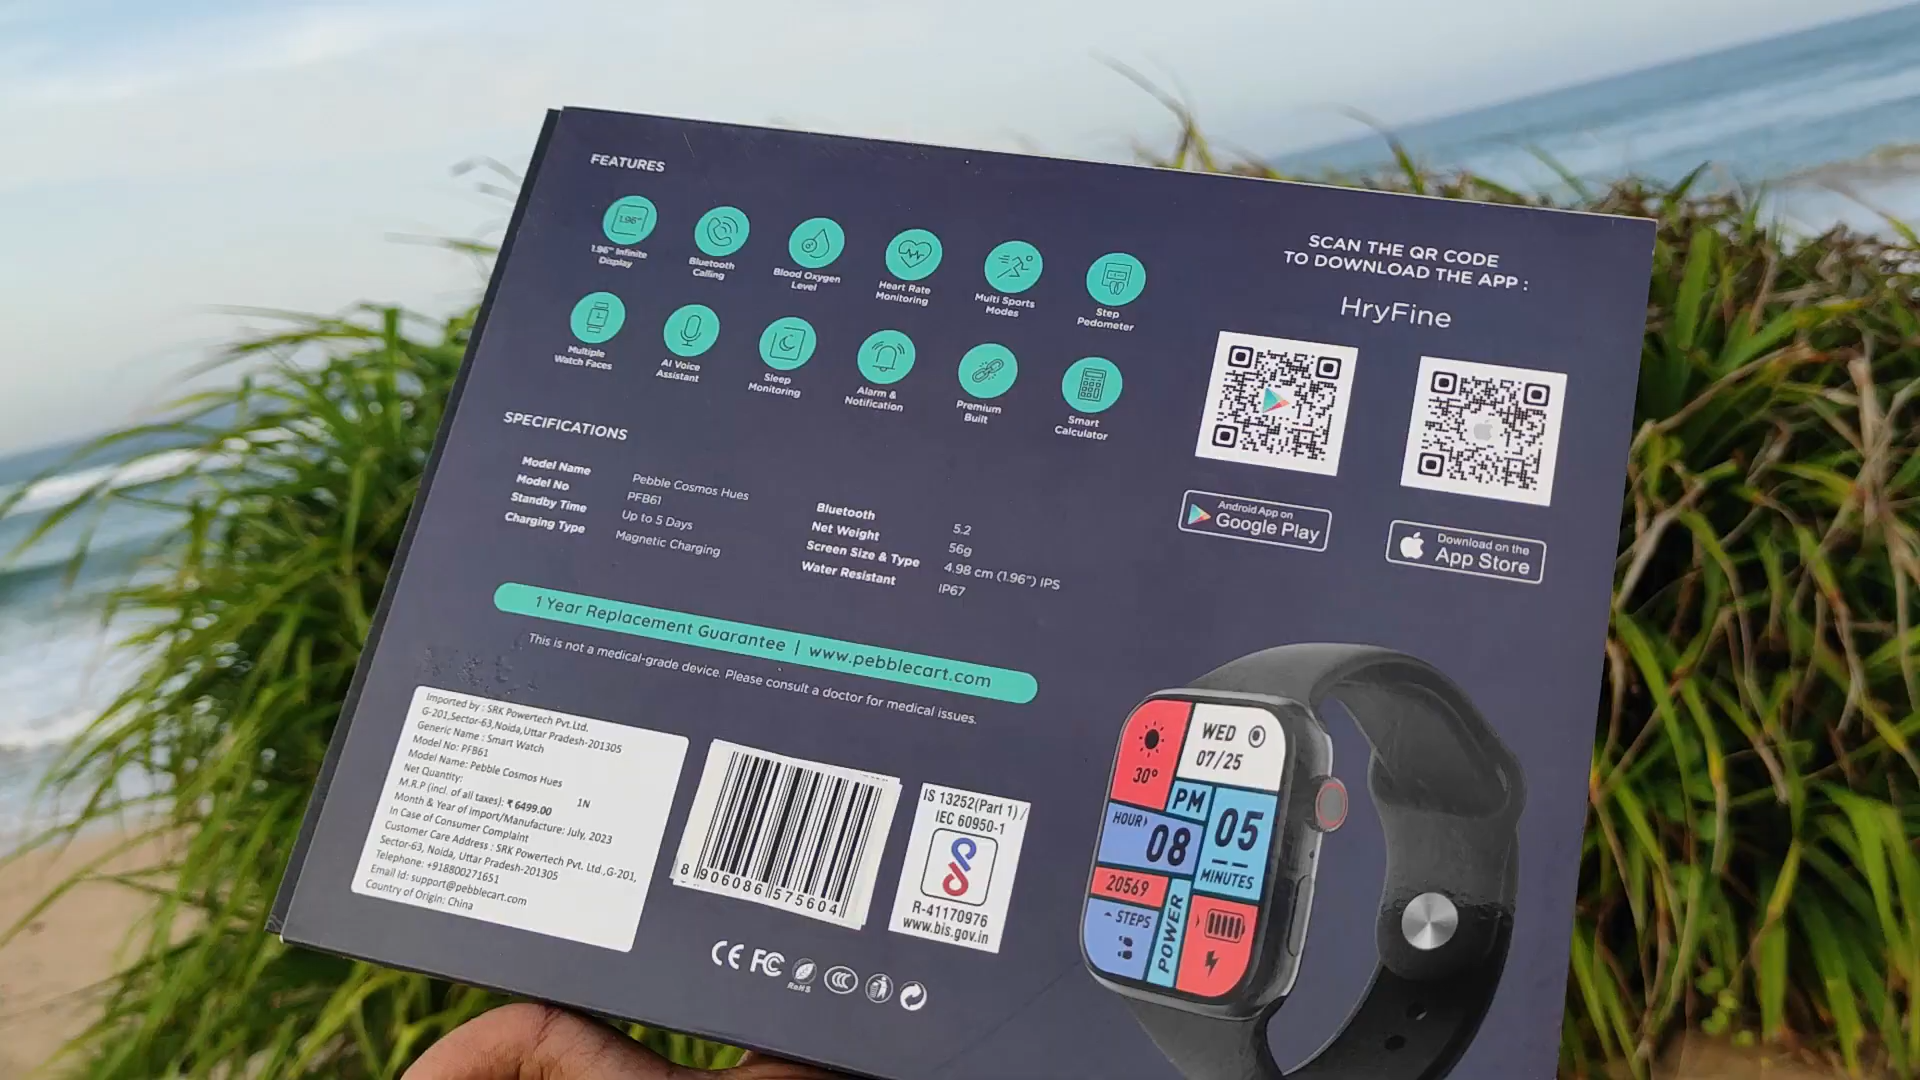 FEATURES
1.96"
1.96" Infinite
Display
Bluetooth
Calling
Blood Oxygen
Level
Heart Rate
Monitoring
Multi Sports
Modes
Step
Pedometer
Multiple
Watch Faces
AI Voice
Assistant
Sleep
Monitoring
Alarm &
Notification
Premium
Built
Smart
Calculator
SPECIFICATIONS
Model Name Pebble Cosmos Hues
Model No PFB61
Standby Time Up to 5 Days
Charging Type Magnetic Charging
Bluetooth 5.2
Net Weight 56g
Screen Size & Type 4.98 cm (1.96") IPS
Water Resistant IP67
1 Year Replacement Guarantee | www.pebblecart.com
This is not a medical-grade device. Please consult a doctor for medical issues.
Imported by : SRK Powertech Pvt.Ltd.
G-201,Sector-63,Noida,Uttar Pradesh-201305
Generic Name : Smart Watch
Model No: PFB61
Model Name: Pebble Cosmos Hues
Net Quantity: 1N
M.R.P (incl. of all taxes): ₹ 6499.00
Month & Year of import/Manufacture: July, 2023
In Case of Consumer Complaint
Customer Care Address : SRK Powertech Pvt. Ltd.,G-201,
Sector-63, Noida, Uttar Pradesh-201305
Telephone: +918800271651
Email Id: support@pebblecart.com
Country of Origin: China
8 906086 575604
IS 13252(Part 1)/
IEC 60950-1
R-41170976
www.bis.gov.in
CE FC RoHS CCC
SCAN THE QR CODE
TO DOWNLOAD THE APP :
HryFine
Android App on
Google Play
Download on the
App Store
30°
WED
07/25
PM
HOUR
08
05
MINUTES
20569
STEPS
POWER